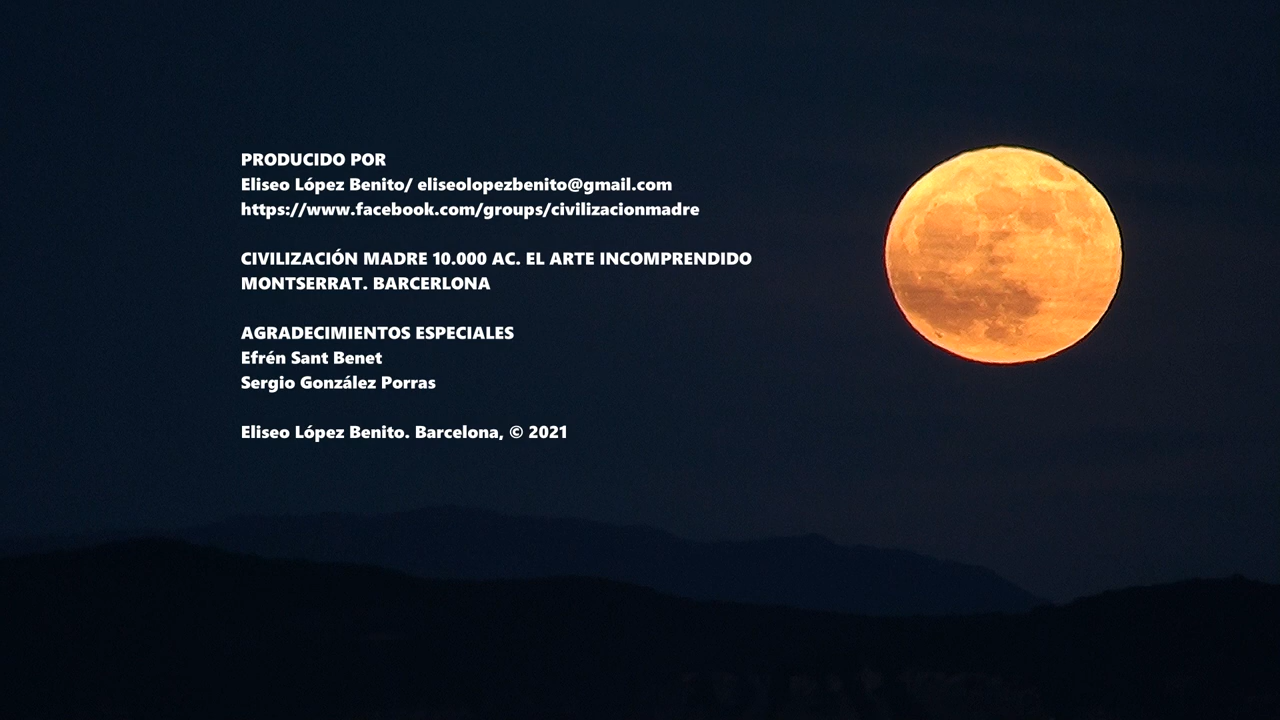 PRODUCIDO POR
Eliseo López Benito/ eliseolopezbenito@gmail.com
https://www.facebook.com/groups/civilizacionmadre
CIVILIZACIÓN MADRE 10.000 AC. EL ARTE INCOMPRENDIDO
MONTSERRAT. BARCERLONA
AGRADECIMIENTOS ESPECIALES
Efrén Sant Benet
Sergio González Porras
Eliseo López Benito. Barcelona, © 2021